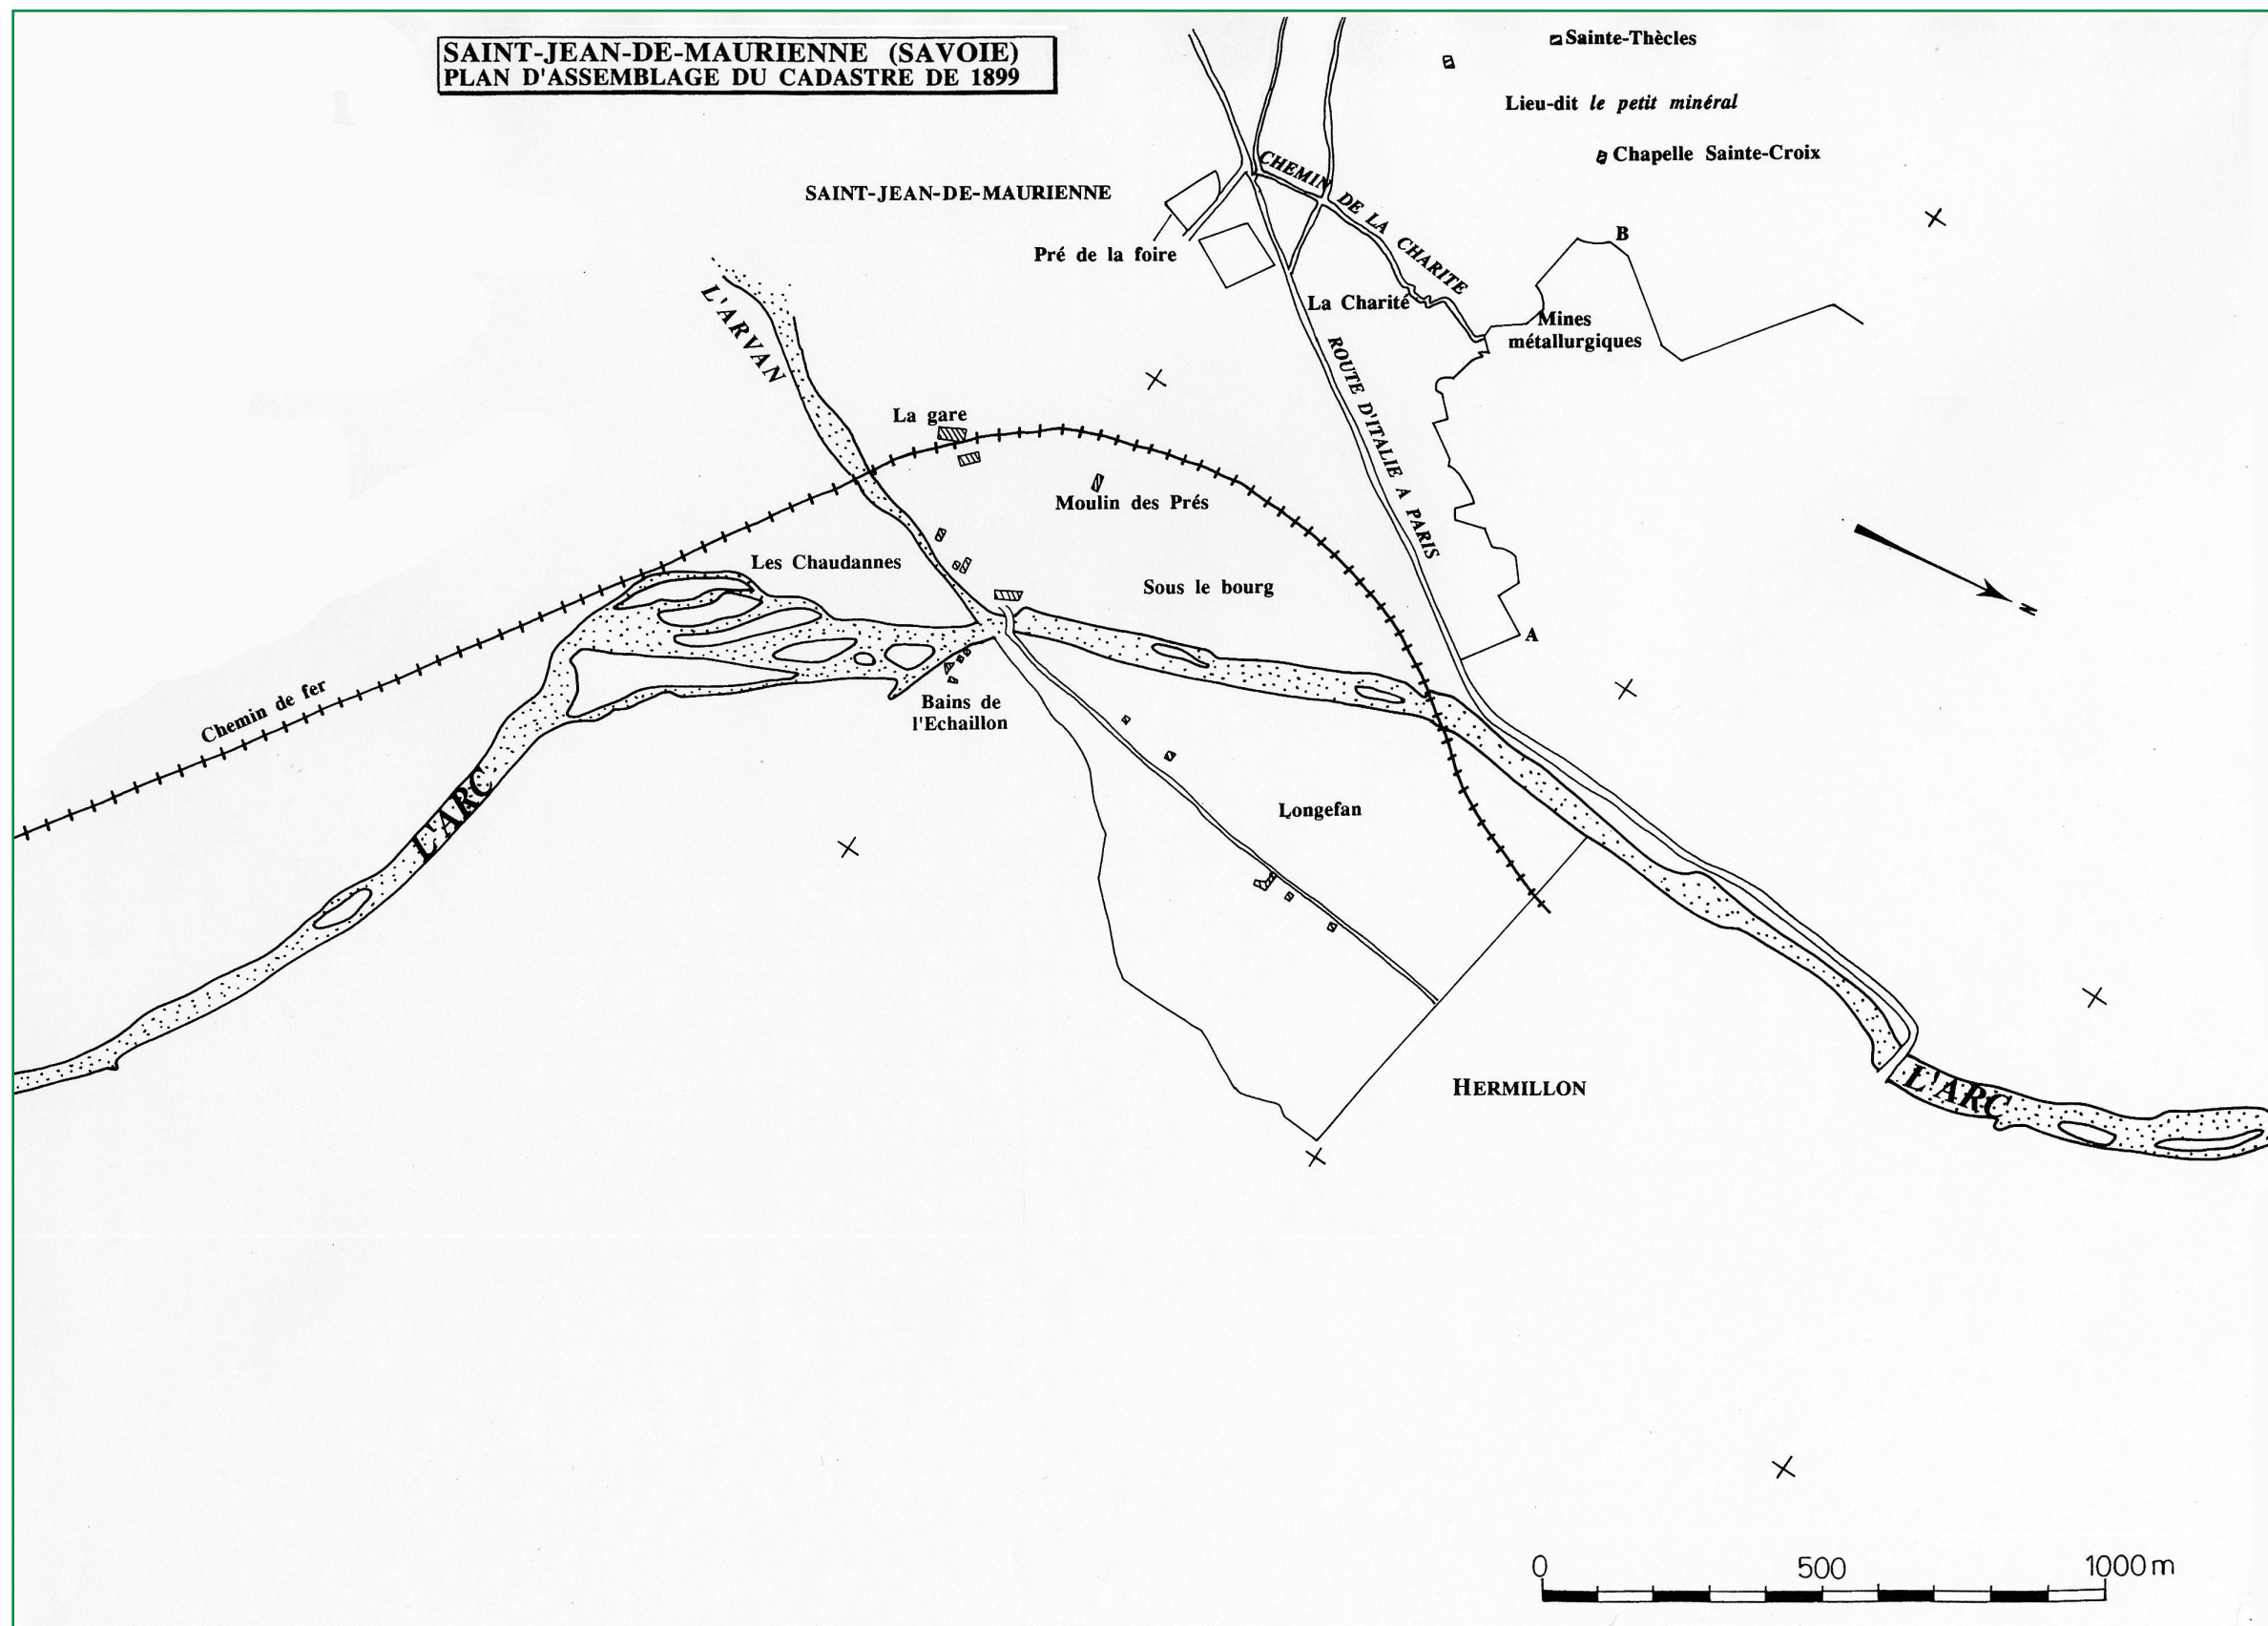 SAINT-JEAN-DE-MAURIENNE (SAVOIE)
PLAN D'ASSEMBLAGE DU CADASTRE DE 1899
Sainte-Thècles
Lieu-dit le petit minéral
Chapelle Sainte-Croix
CHEMIN DE LA CHARITE
SAINT-JEAN-DE-MAURIENNE
Pré de la foire
B
La Charité
Mines
métallurgiques
L'ARVAN
ROUTE D'ITALIE A PARIS
La gare
Moulin des Prés
Les Chaudannes
Sous le bourg
N
A
Chemin de fer
Bains de
l'Echaillon
L'ARC
Longefan
HERMILLON
L'ARC
0 500 1000 m